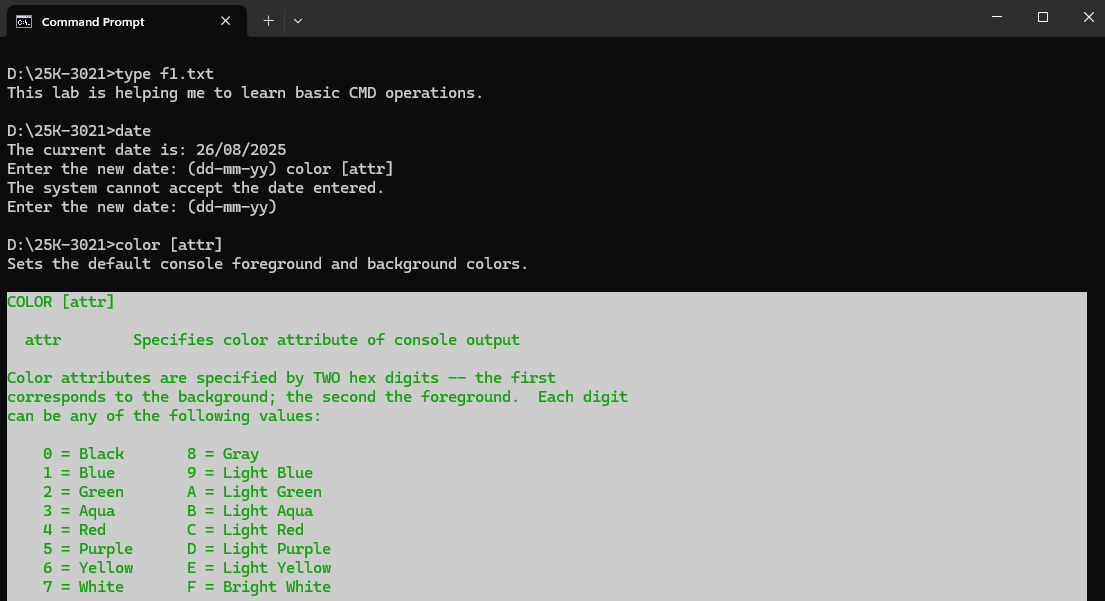 Command Prompt
D:\25K-3021>type f1.txt
This lab is helping me to learn basic CMD operations.
D:\25K-3021>date
The current date is: 26/08/2025
Enter the new date: (dd-mm-yy) color [attr]
The system cannot accept the date entered.
Enter the new date: (dd-mm-yy)
D:\25K-3021>color [attr]
Sets the default console foreground and background colors.
COLOR [attr]
  attr        Specifies color attribute of console output
Color attributes are specified by TWO hex digits -- the first
corresponds to the background; the second the foreground.  Each digit
can be any of the following values:
    0 = Black       8 = Gray
    1 = Blue        9 = Light Blue
    2 = Green       A = Light Green
    3 = Aqua        B = Light Aqua
    4 = Red         C = Light Red
    5 = Purple      D = Light Purple
    6 = Yellow      E = Light Yellow
    7 = White       F = Bright White